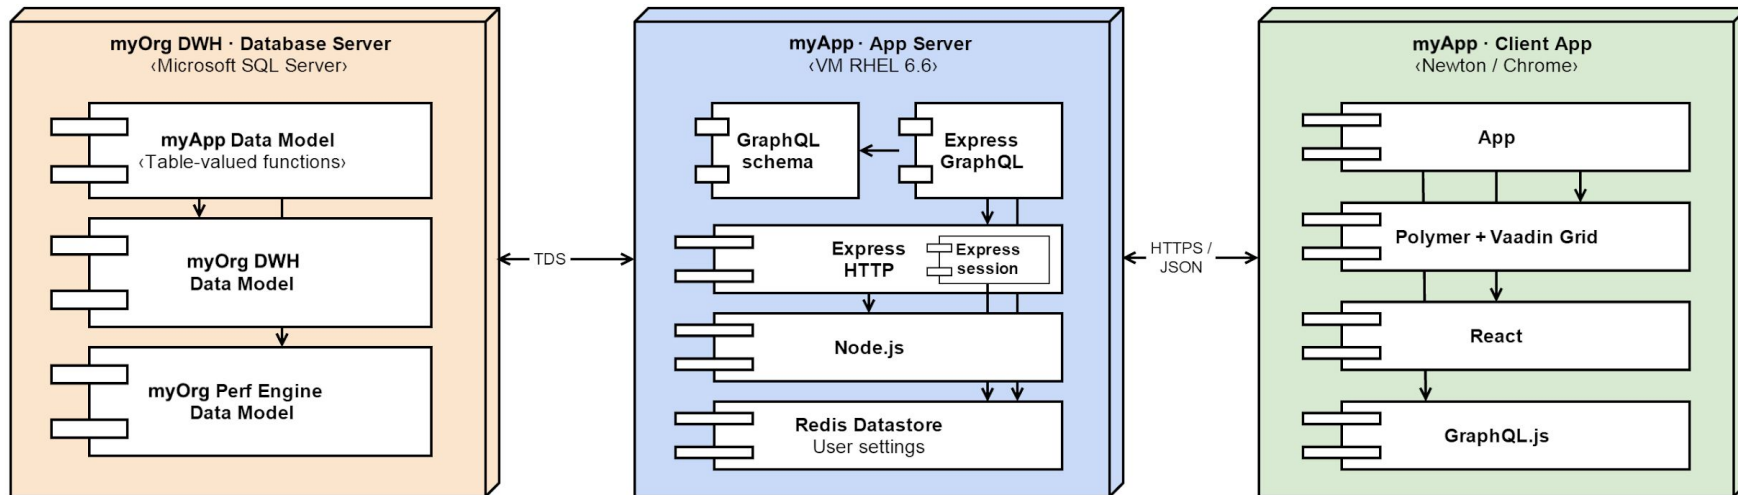 myOrg DWH · Database Server
‹Microsoft SQL Server›
myApp Data Model
‹Table-valued functions›
myOrg DWH
Data Model
myOrg Perf Engine
Data Model
TDS
myApp · App Server
‹VM RHEL 6.6›
GraphQL
schema
Express
GraphQL
Express
HTTP
Express
session
Node.js
Redis Datastore
User settings
HTTPS /
JSON
myApp · Client App
‹Newton / Chrome›
App
Polymer + Vaadin Grid
React
GraphQL.js